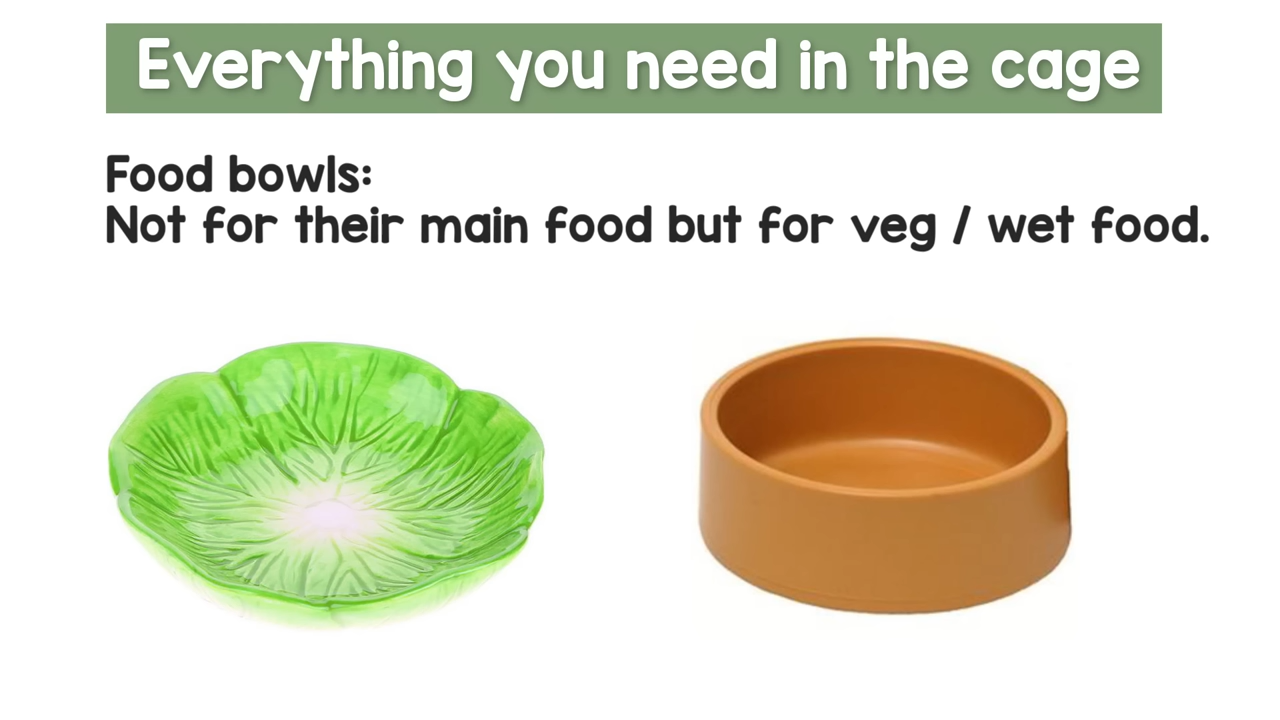 Everything you need in the cage
Food bowls:
Not for their main food but for veg / wet food.